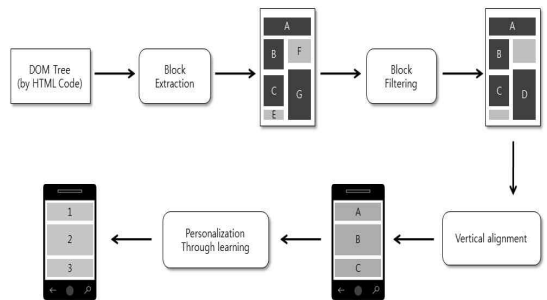 DOM Tree
(by HTML Code)
Block
Extraction
A
B
F
C
G
E
Block
Filtering
A
B
C
D
Vertical alignment
A
B
C
Personalization
Through learning
1
2
3